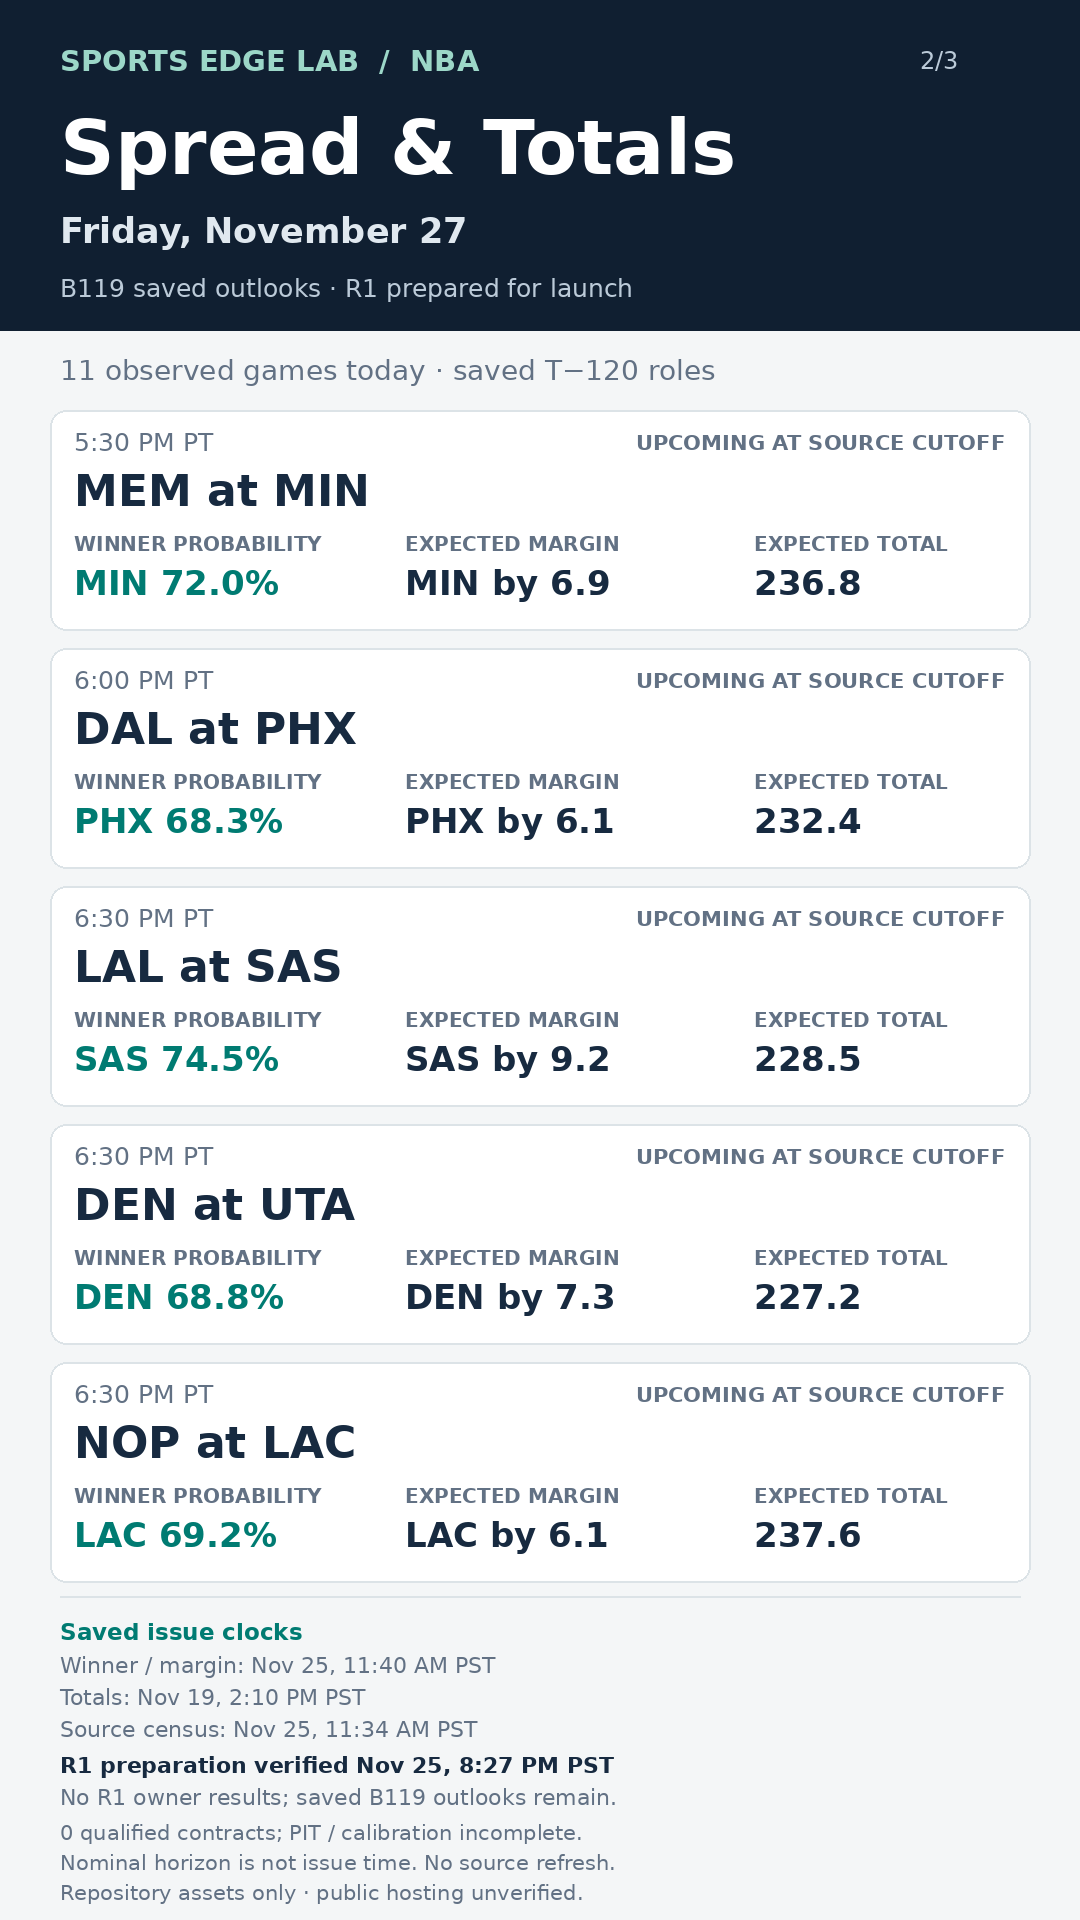 SPORTS EDGE LAB / NBA 2/3
Spread & Totals
Friday, November 27
B119 saved outlooks · R1 prepared for launch
11 observed games today · saved T−120 roles
5:30 PM PT UPCOMING AT SOURCE CUTOFF
MEM at MIN
WINNER PROBABILITY EXPECTED MARGIN EXPECTED TOTAL
MIN 72.0% MIN by 6.9 236.8
6:00 PM PT UPCOMING AT SOURCE CUTOFF
DAL at PHX
WINNER PROBABILITY EXPECTED MARGIN EXPECTED TOTAL
PHX 68.3% PHX by 6.1 232.4
6:30 PM PT UPCOMING AT SOURCE CUTOFF
LAL at SAS
WINNER PROBABILITY EXPECTED MARGIN EXPECTED TOTAL
SAS 74.5% SAS by 9.2 228.5
6:30 PM PT UPCOMING AT SOURCE CUTOFF
DEN at UTA
WINNER PROBABILITY EXPECTED MARGIN EXPECTED TOTAL
DEN 68.8% DEN by 7.3 227.2
6:30 PM PT UPCOMING AT SOURCE CUTOFF
NOP at LAC
WINNER PROBABILITY EXPECTED MARGIN EXPECTED TOTAL
LAC 69.2% LAC by 6.1 237.6
Saved issue clocks
Winner / margin: Nov 25, 11:40 AM PST
Totals: Nov 19, 2:10 PM PST
Source census: Nov 25, 11:34 AM PST
R1 preparation verified Nov 25, 8:27 PM PST
No R1 owner results; saved B119 outlooks remain.
0 qualified contracts; PIT / calibration incomplete.
Nominal horizon is not issue time. No source refresh.
Repository assets only · public hosting unverified.